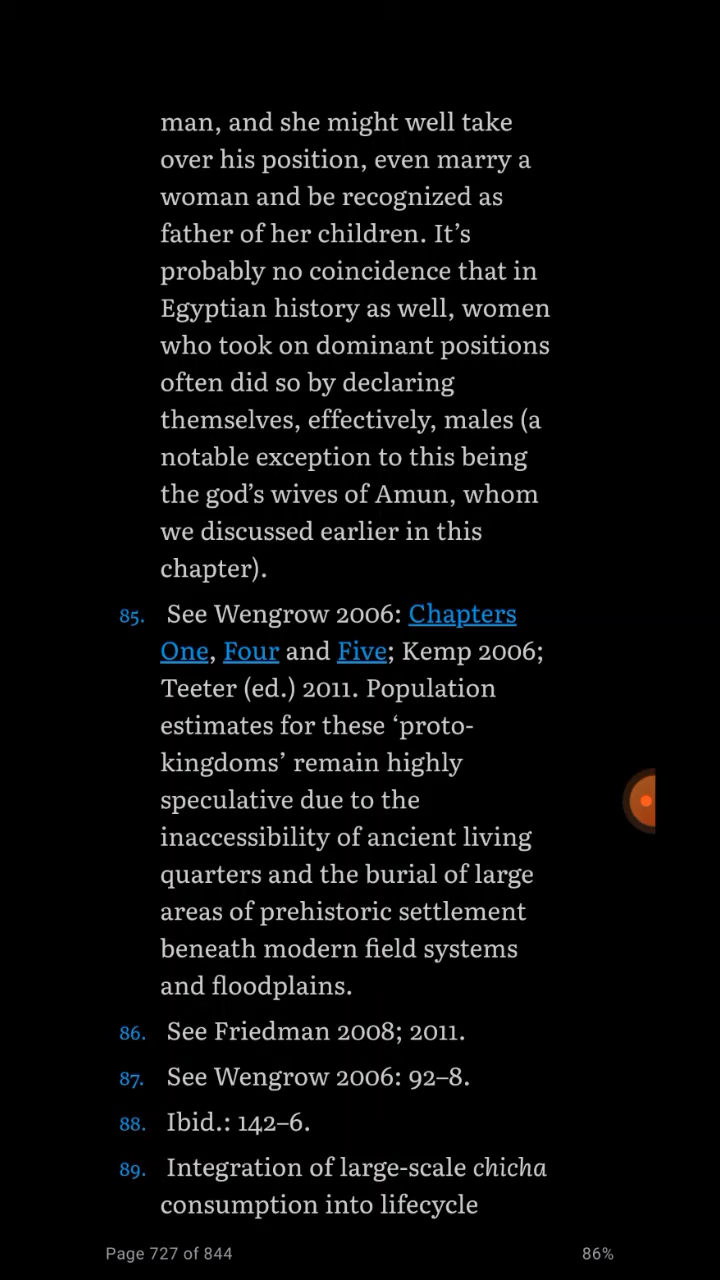 man, and she might well take
over his position, even marry a
woman and be recognized as
father of her children. It’s
probably no coincidence that in
Egyptian history as well, women
who took on dominant positions
often did so by declaring
themselves, effectively, males (a
notable exception to this being
the god’s wives of Amun, whom
we discussed earlier in this
chapter).
85. See Wengrow 2006: Chapters
One, Four and Five; Kemp 2006;
Teeter (ed.) 2011. Population
estimates for these ‘proto-
kingdoms’ remain highly
speculative due to the
inaccessibility of ancient living
quarters and the burial of large
areas of prehistoric settlement
beneath modern field systems
and floodplains.
86. See Friedman 2008; 2011.
87. See Wengrow 2006: 92–8.
88. Ibid.: 142–6.
89. Integration of large-scale chicha
consumption into lifecycle
Page 727 of 844 86%